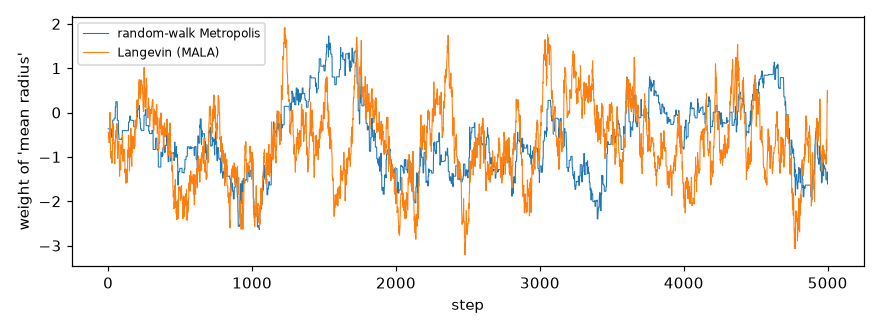 random-walk Metropolis
Langevin (MALA)
2
1
0
−1
−2
−3
weight of 'mean radius'
0 1000 2000 3000 4000 5000
step